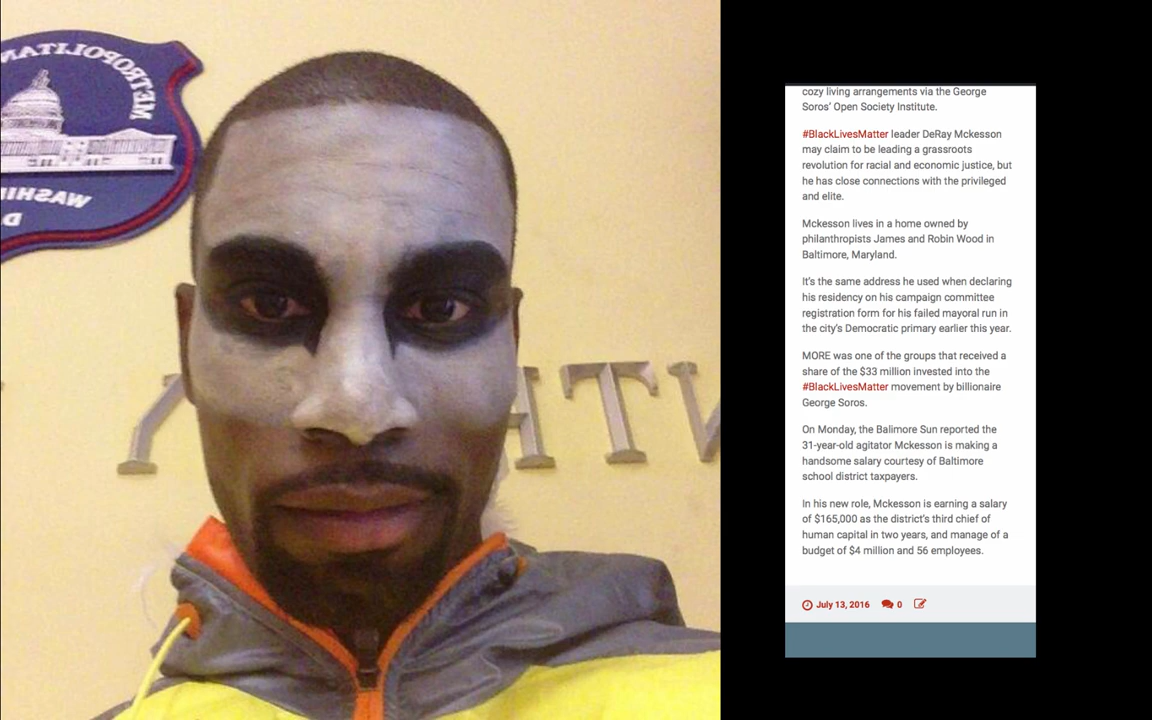 METROPOLITAN
WASHIN
D
cozy living arrangements via the George
Soros' Open Society Institute.
#BlackLivesMatter leader DeRay Mckesson
may claim to be leading a grassroots
revolution for racial and economic justice, but
he has close connections with the privileged
and elite.
Mckesson lives in a home owned by
philanthropists James and Robin Wood in
Baltimore, Maryland.
It's the same address he used when declaring
his residency on his campaign committee
registration form for his failed mayoral run in
the city's Democratic primary earlier this year.
MORE was one of the groups that received a
share of the $33 million invested into the
#BlackLivesMatter movement by billionaire
George Soros.
On Monday, the Balimore Sun reported the
31-year-old agitator Mckesson is making a
handsome salary courtesy of Baltimore
school district taxpayers.
In his new role, Mckesson is earning a salary
of $165,000 as the district's third chief of
human capital in two years, and manage of a
budget of $4 million and 56 employees.
July 13, 2016 0